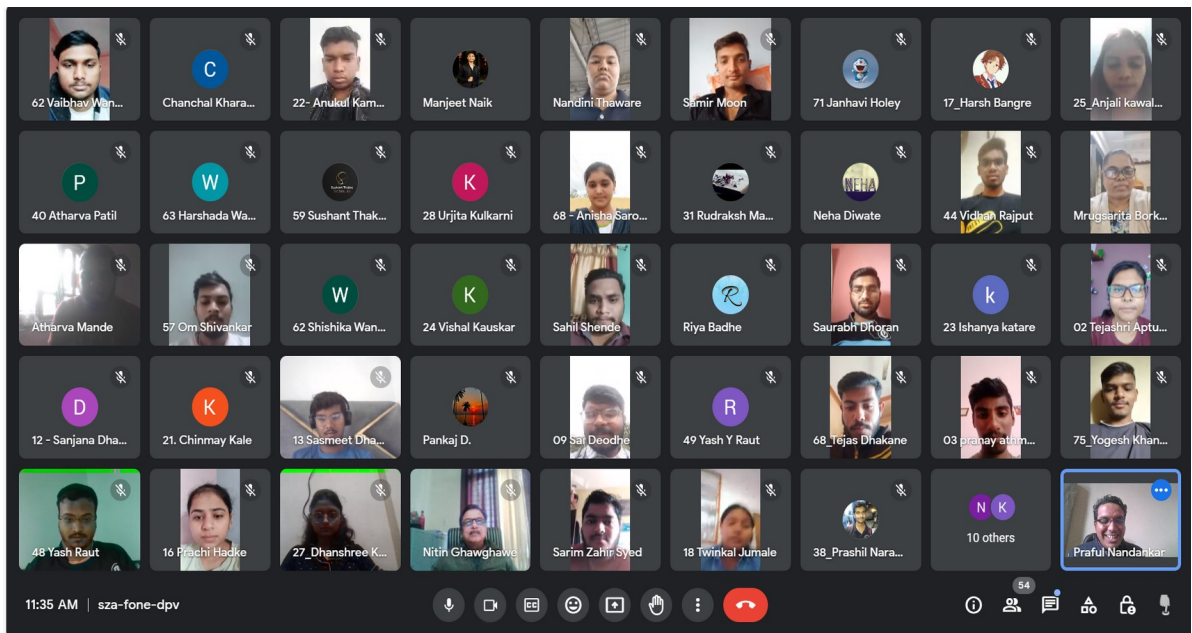 62 Vaibhav Wan...
C
Chanchal Khara...
22- Anukul Kam...
Manjeet Naik
Nandini Thaware
Samir Moon
71 Janhavi Holey
17_Harsh Bangre
25_Anjali kawal...
P
40 Atharva Patil
W
63 Harshada Wa...
59 Sushant Thak...
K
28 Urjita Kulkarni
68 - Anisha Saro...
31 Rudraksh Ma...
NEHA
Neha Diwate
44 Vidhan Rajput
Mrugsarita Bork...
Atharva Mande
57 Om Shivankar
W
62 Shishika Wan...
K
24 Vishal Kauskar
Sahil Shende
R
Riya Badhe
Saurabh Dhoran
k
23 Ishanya katare
02 Tejashri Aptu...
D
12 - Sanjana Dha...
K
21. Chinmay Kale
13 Sasmeet Dha...
Pankaj D.
09 Sai Deodhe
R
49 Yash Y Raut
68_Tejas Dhakane
03 pranay athm...
75_Yogesh Khan...
48 Yash Raut
16 Prachi Hadke
27_Dhanshree K...
Nitin Ghawghawe
Sarim Zahir Syed
18 Twinkal Jumale
38_Prashil Nara...
N K
10 others
Praful Nandankar
11:35 AM | sza-fone-dpv
CC
54